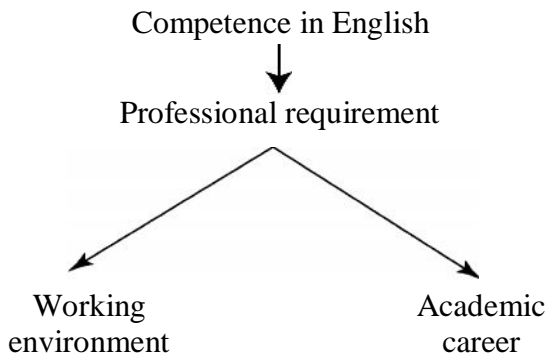 Competence in English
Professional requirement
Working
environment
Academic
career